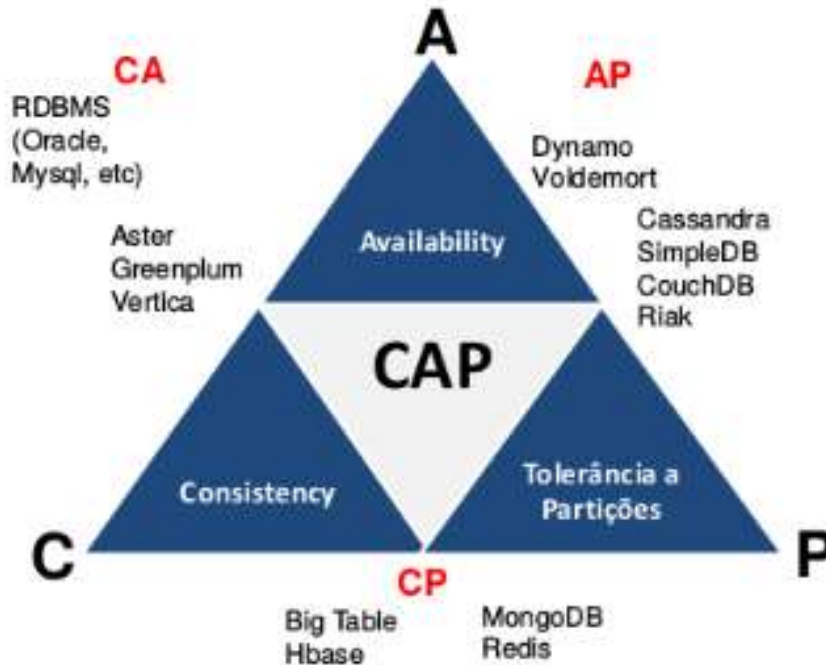 A
CA
AP
RDBMS
(Oracle,
Mysql, etc)
Dynamo
Voldemort
Aster
Greenplum
Vertica
Availability
Cassandra
SimpleDB
CouchDB
Riak
CAP
Consistency
Tolerância a
Partições
C
P
CP
Big Table
Hbase
MongoDB
Redis